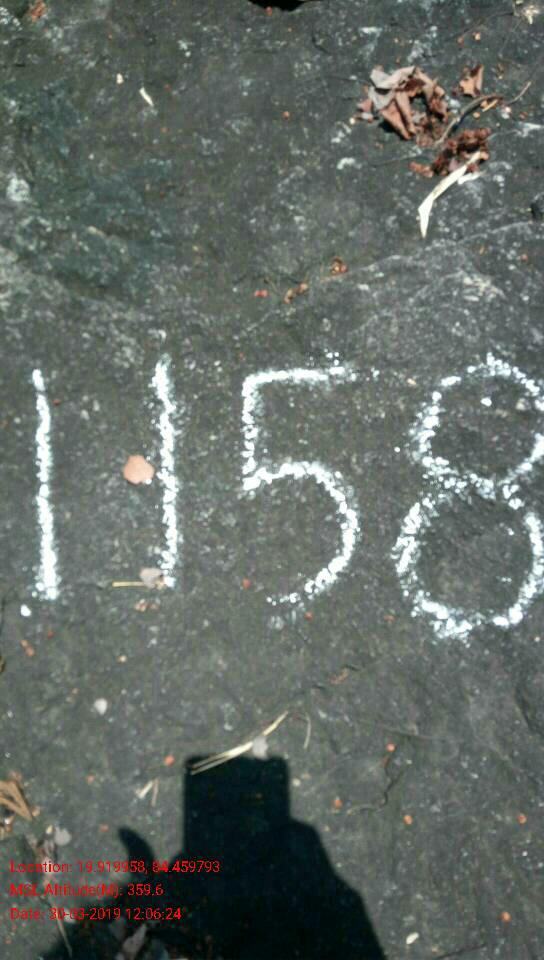 1158
Location: 19.919958, 84.459793
MSL Altitude(M): 359.6
Date: 30-03-2019 12:06:24